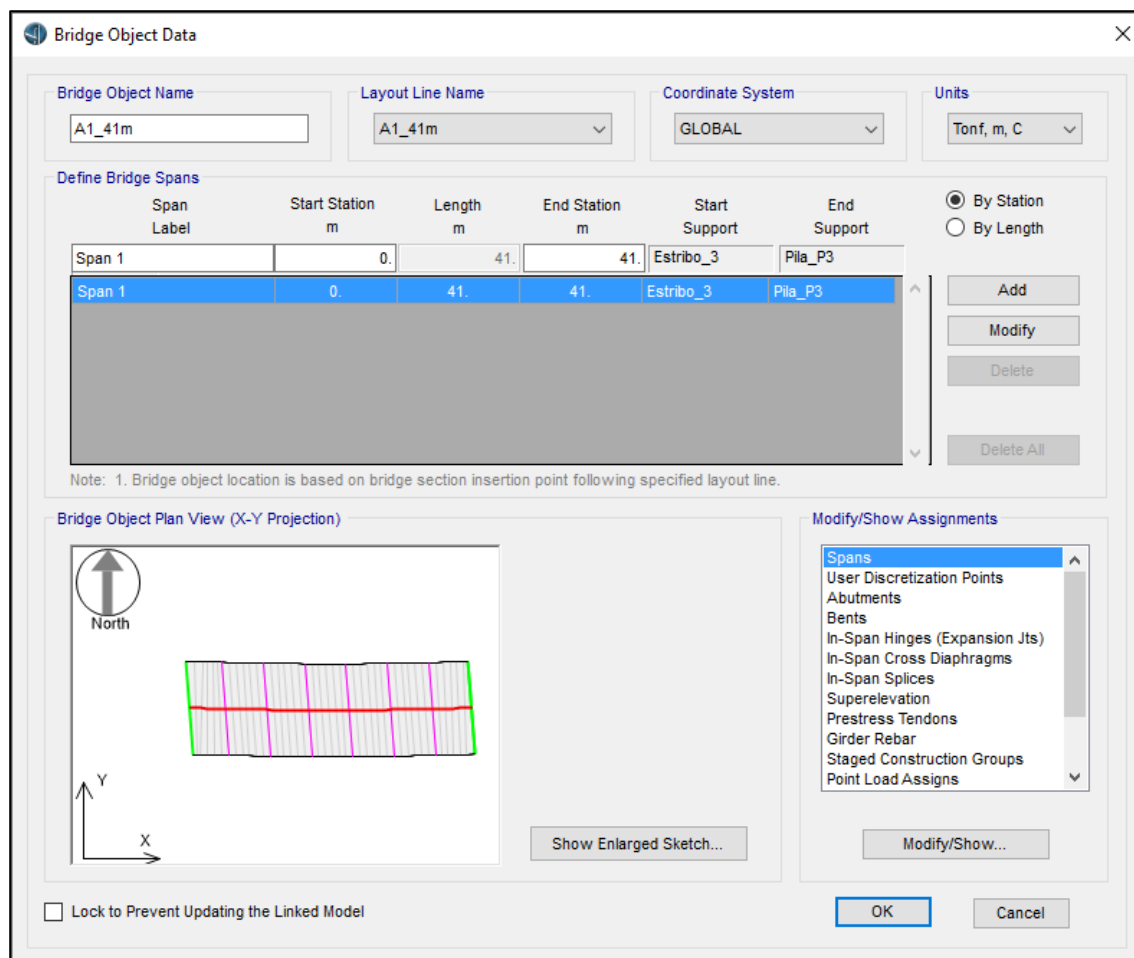 Bridge Object Data
Bridge Object Name
Layout Line Name
Coordinate System
Units
A1_41m
A1_41m
GLOBAL
Tonf, m, C
Define Bridge Spans
Span Label
Start Station m
Length m
End Station m
Start Support
End Support
By Station
By Length
Span 1 0. 41. 41. Estribo_3 Pila_P3
Span 1 0. 41. 41. Estribo_3 Pila_P3
Add
Modify
Delete
Delete All
Note: 1. Bridge object location is based on bridge section insertion point following specified layout line.
Bridge Object Plan View (X-Y Projection)
North
Y
X
Show Enlarged Sketch...
Modify/Show Assignments
Spans
User Discretization Points
Abutments
Bents
In-Span Hinges (Expansion Jts)
In-Span Cross Diaphragms
In-Span Splices
Superelevation
Prestress Tendons
Girder Rebar
Staged Construction Groups
Point Load Assigns
Modify/Show...
Lock to Prevent Updating the Linked Model
OK
Cancel